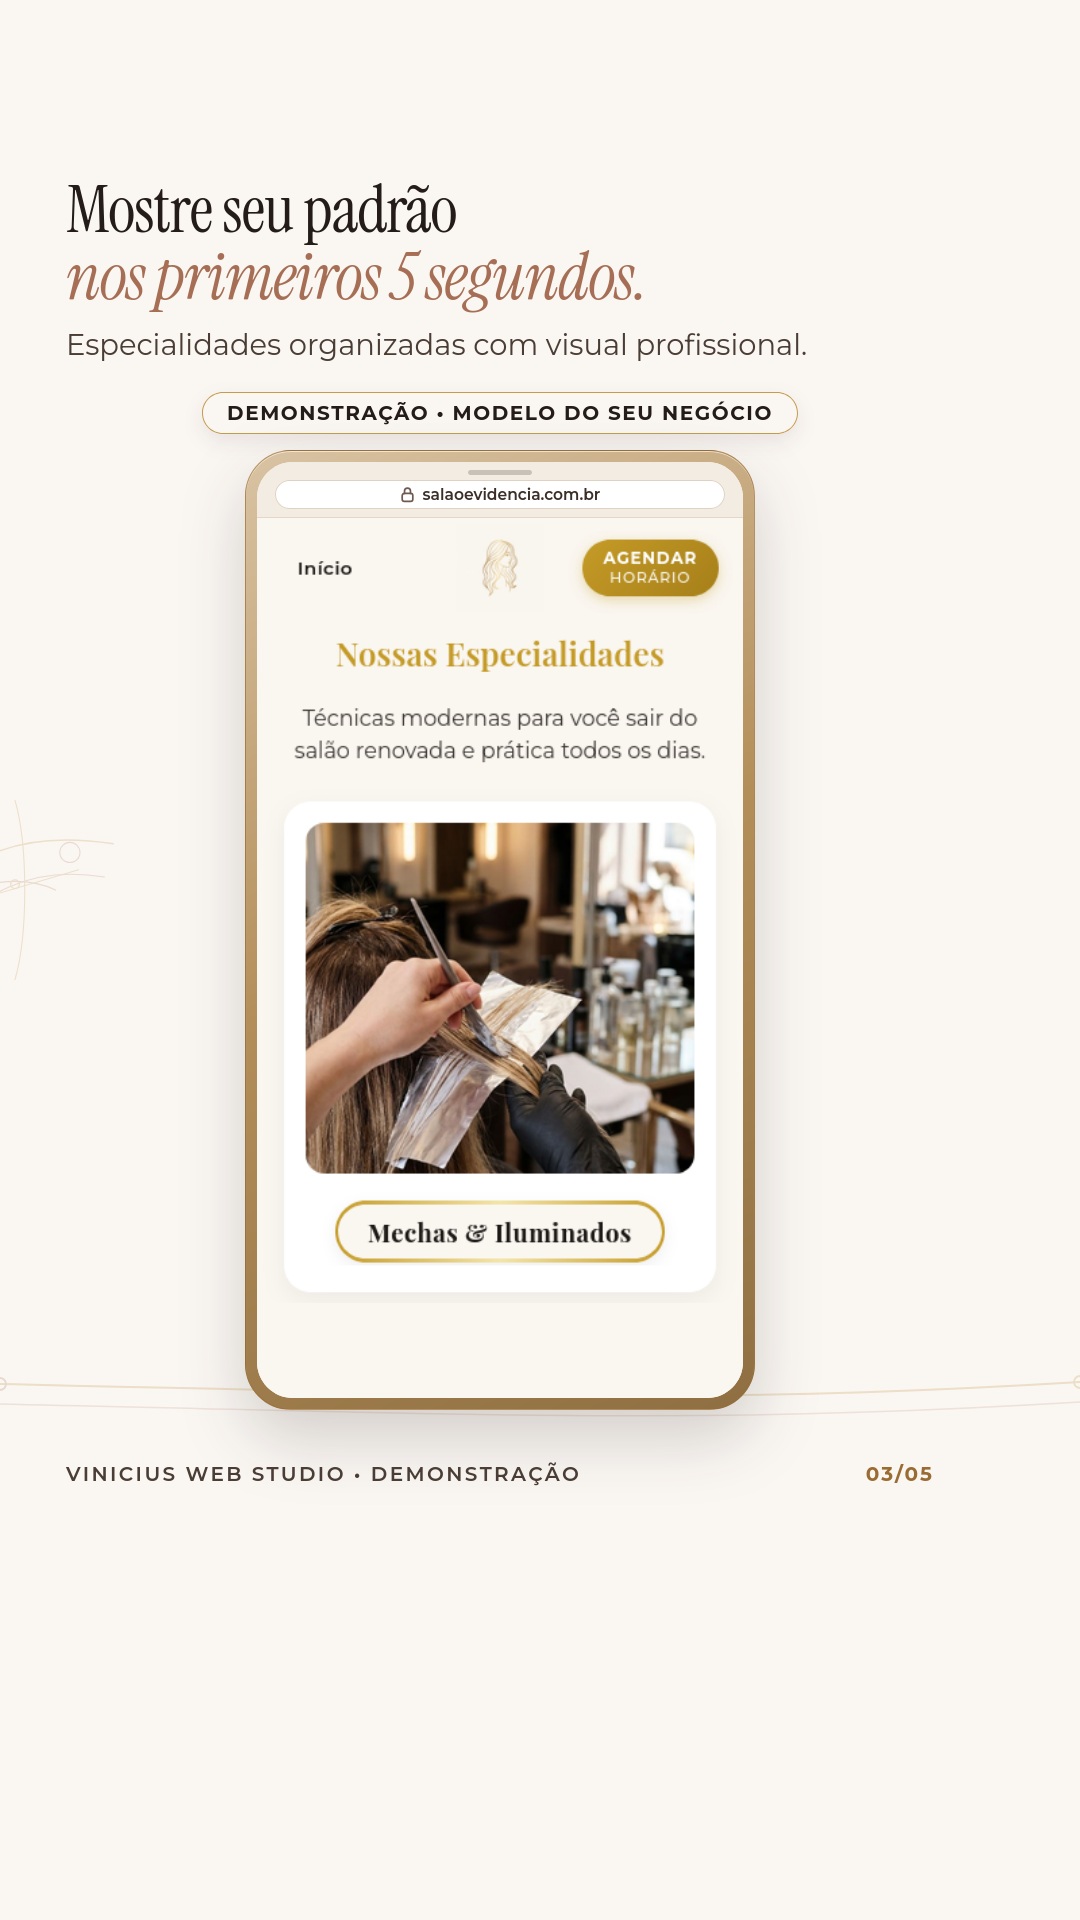 Mostre seu padrão
nos primeiros 5 segundos.
Especialidades organizadas com visual profissional.
DEMONSTRAÇÃO • MODELO DO SEU NEGÓCIO
salaoevidencia.com.br
Início
AGENDAR
HORÁRIO
Nossas Especialidades
Técnicas modernas para você sair do
salão renovada e prática todos os dias.
Mechas & Iluminados
VINICIUS WEB STUDIO • DEMONSTRAÇÃO
03/05